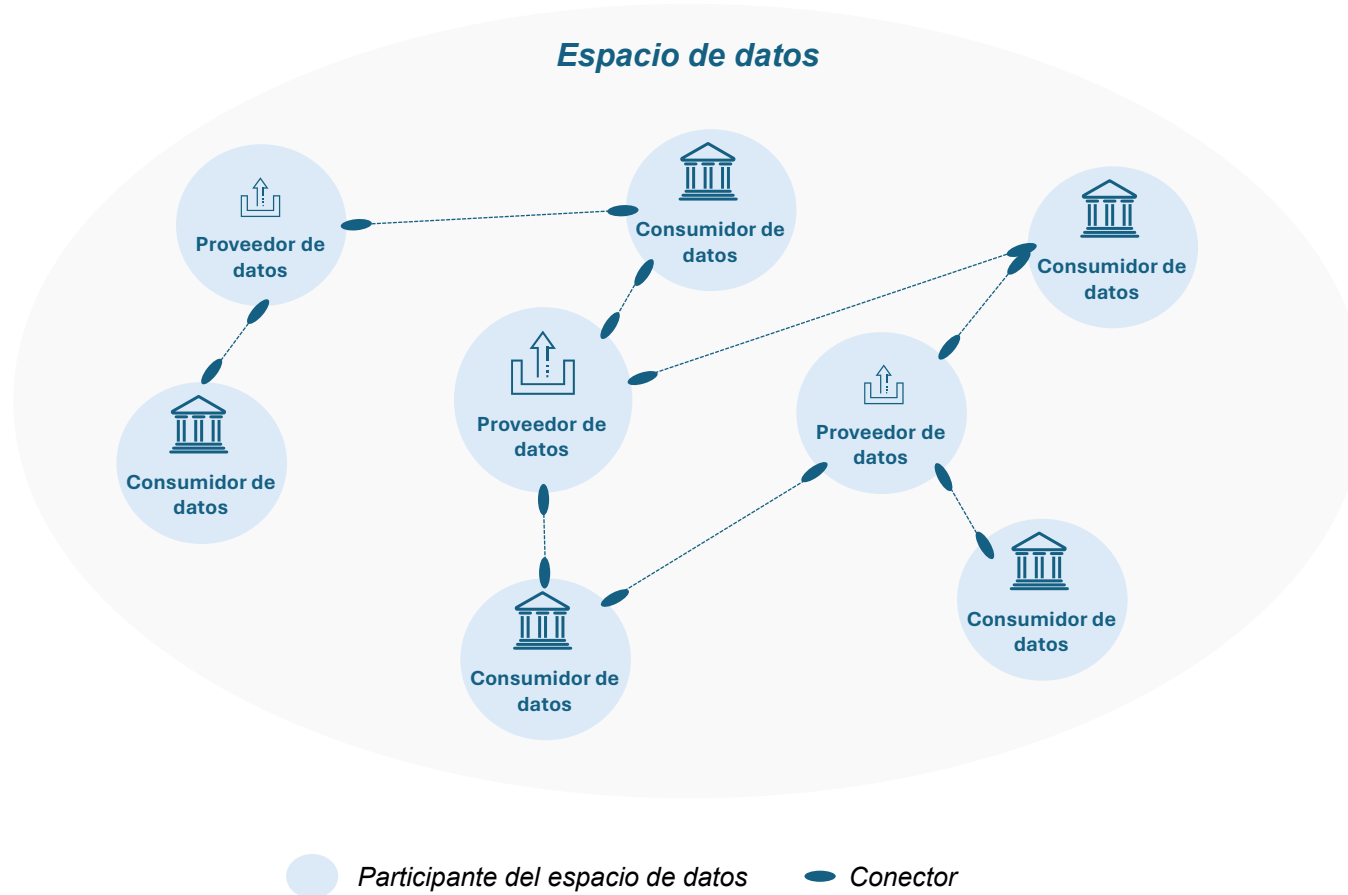 Espacio de datos
Proveedor de
datos
Consumidor de
datos
Consumidor de
datos
Proveedor de
datos
Proveedor de
datos
Consumidor de
datos
Consumidor de
datos
Consumidor de
datos
Participante del espacio de datos
Conector